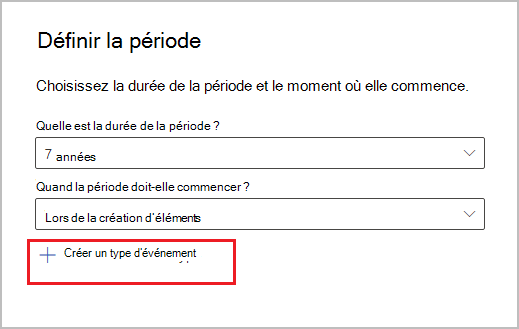 Définir la période
Choisissez la durée de la période et le moment où elle commence.
Quelle est la durée de la période ?
7 années
Quand la période doit-elle commencer ?
Lors de la création d'éléments
Créer un type d'événement